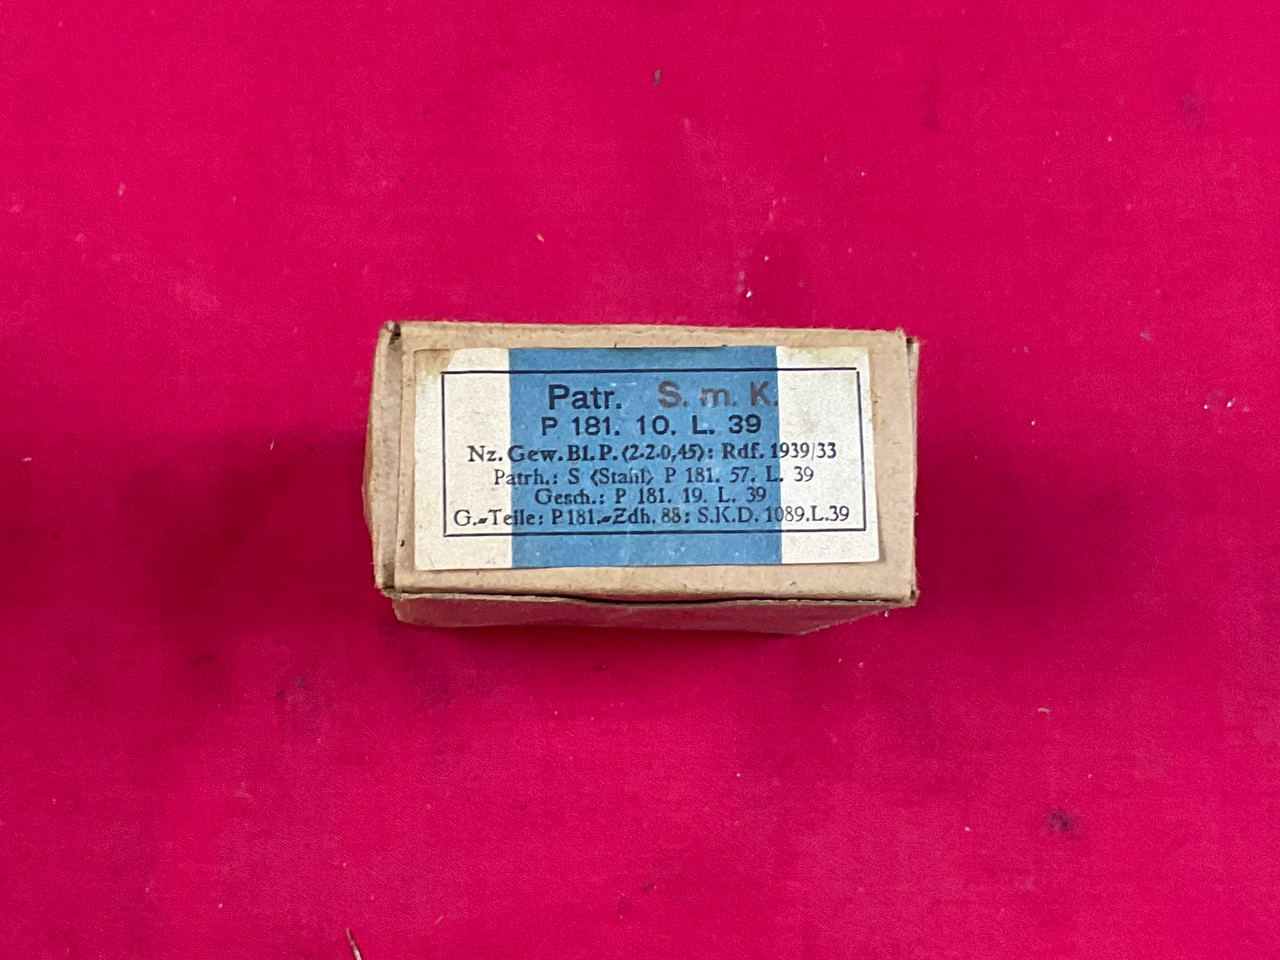 Patr. S. m. K.
P 181. 10. L. 39
Nz. Gew. Bl. P. (2.2.0,45): Rdf. 1939/33
Patrh.: S (Stahl) P 181. 57. L. 39
Gesch.: P 181. 19. L. 39
G.-Teile: P181.-Zdh. 88: S.K.D. 1089.L.39